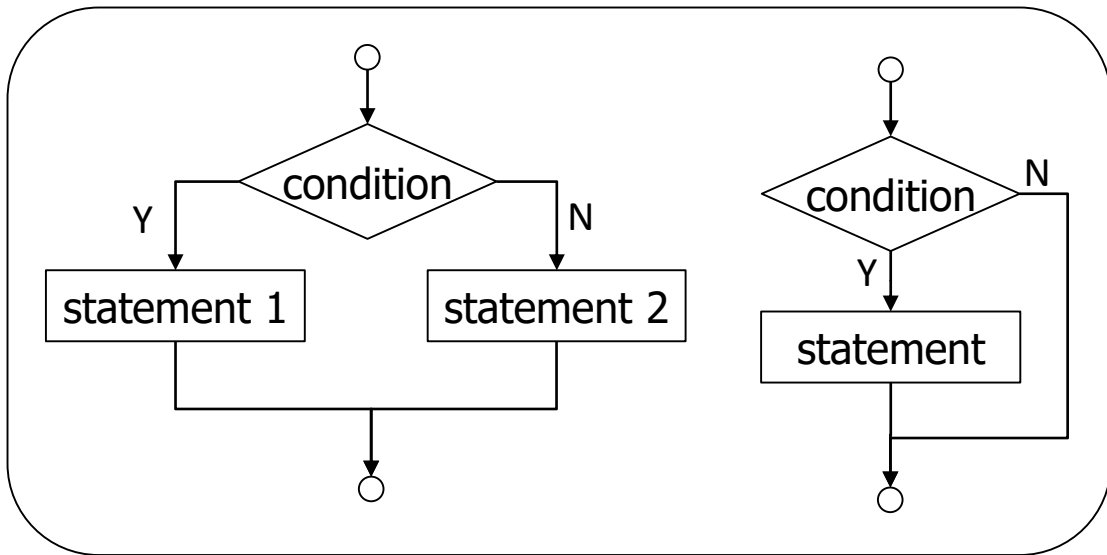 condition
Y
N
statement 1
statement 2
condition
N
Y
statement